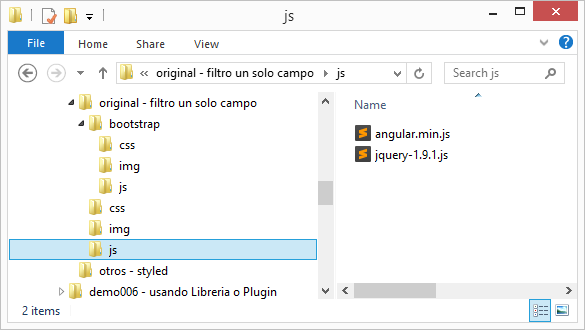 js
File Home Share View
« original - filtro un solo campo js Search js
original - filtro un solo campo
bootstrap
css
img
js
css
img
js
otros - styled
demo006 - usando Libreria o Plugin
Name
angular.min.js
jquery-1.9.1.js
2 items